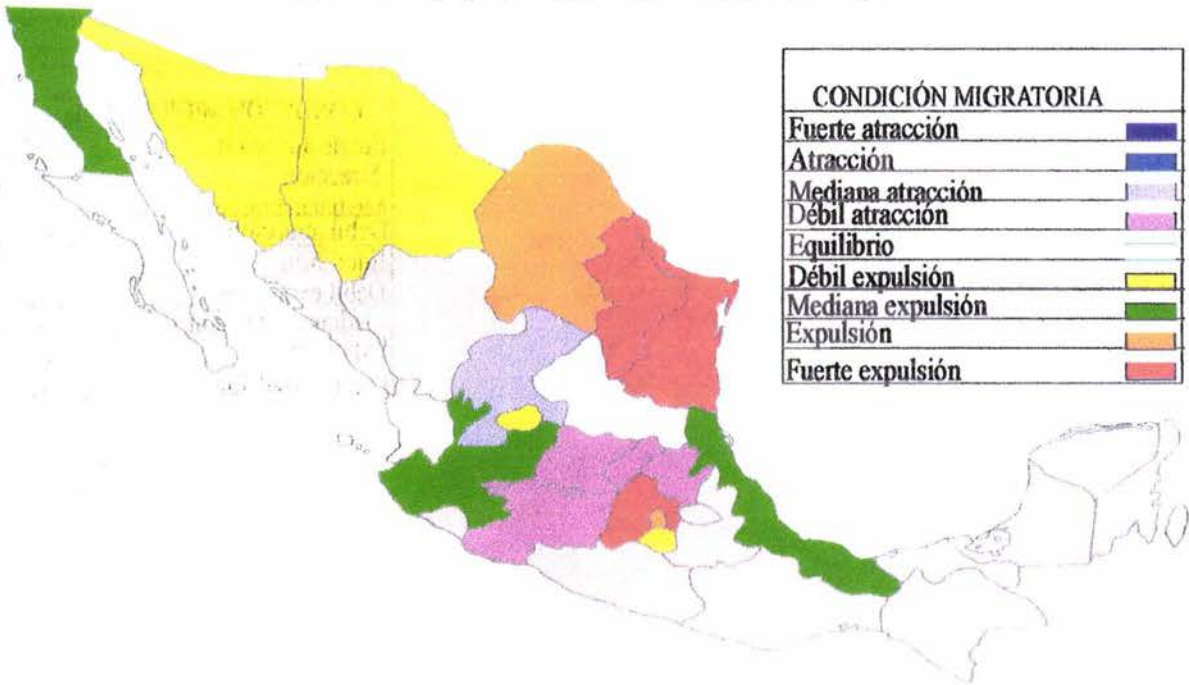 CONDICIÓN MIGRATORIA
Fuerte atracción
Atracción
Mediana atracción
Débil atracción
Equilibrio
Débil expulsión
Mediana expulsión
Expulsión
Fuerte expulsión